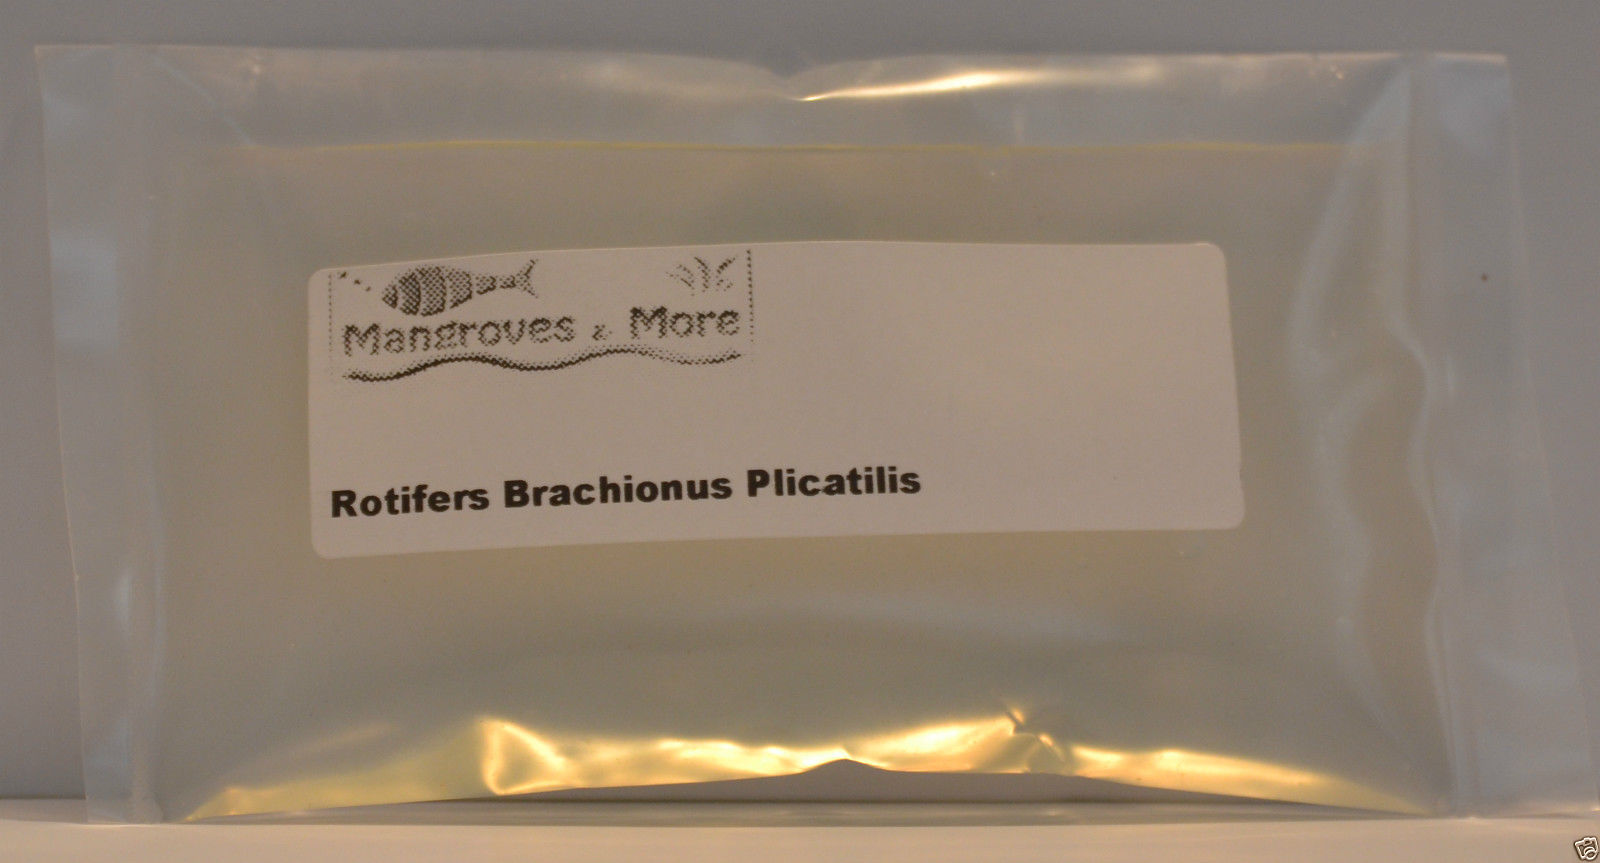 Mangroves & More
Rotifers Brachionus Plicatilis